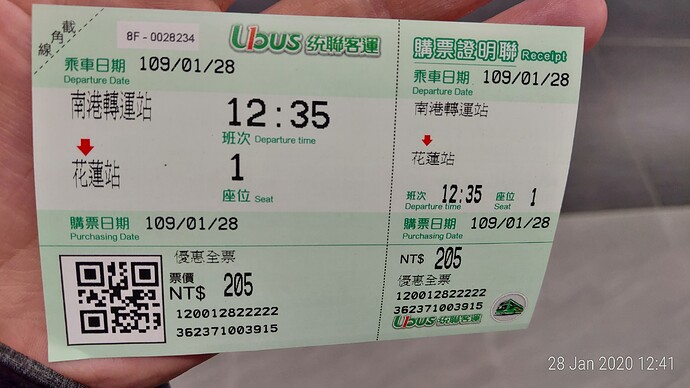 截角線
8F-0028234
Ubus 統聯客運
乘車日期 109/01/28
Departure Date
南港轉運站
12:35
班次 Departure time
花蓮站
1
座位 Seat
購票日期 109/01/28
Purchasing Date
優惠全票
票價
NT$ 205
120012822222
362371003915
購票證明聯 Receipt
乘車日期 109/01/28
Departure Date
南港轉運站
花蓮站
班次 12:35 座位 1
Departure time Seat
購票日期 109/01/28
Purchasing Date
NT$ 205
優惠全票
120012822222
362371003915
Ubus 統聯客運
28 Jan 2020 12:41